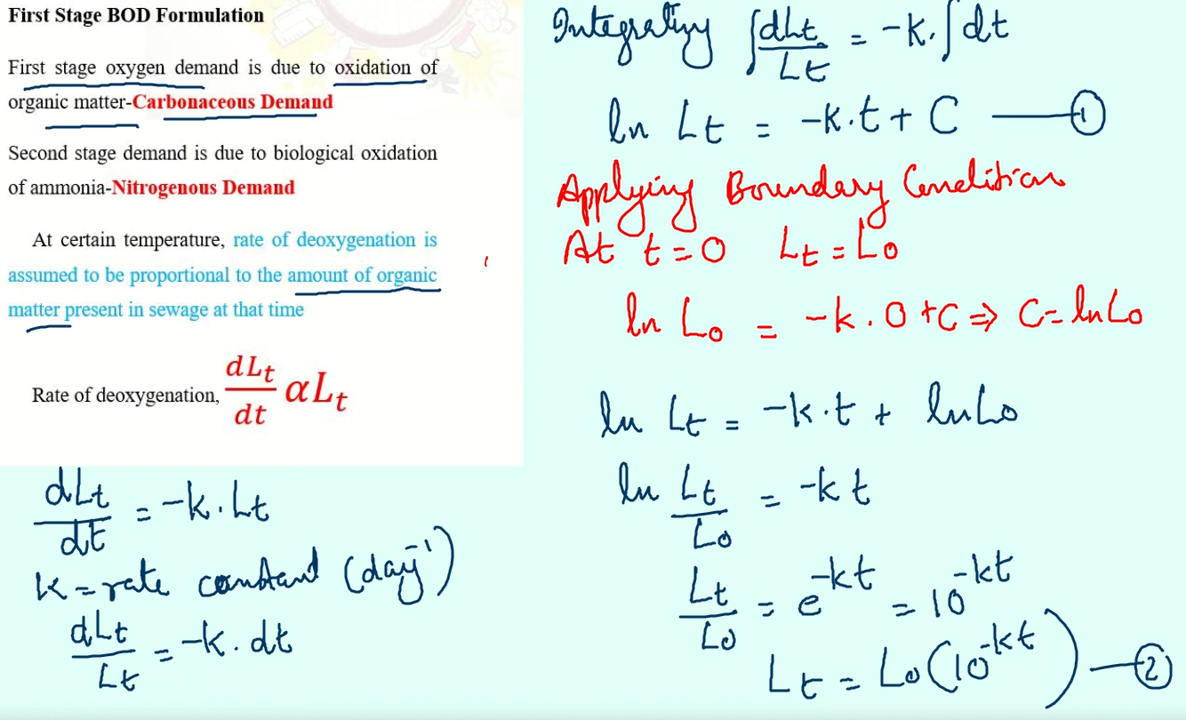 First Stage BOD Formulation
First stage oxygen demand is due to oxidation of
organic matter-Carbonaceous Demand
Second stage demand is due to biological oxidation
of ammonia-Nitrogenous Demand
At certain temperature, rate of deoxygenation is
assumed to be proportional to the amount of organic
matter present in sewage at that time
Rate of deoxygenation, dLt/dt αLt
dLt/dt = -k.Lt
K = rate constant (day⁻¹)
dLt/Lt = -k.dt
Integrating ∫dLt/Lt = -k.∫dt
ln Lt = -k.t + C —①
Applying Boundary Condition
At t=0 Lt = Lo
ln Lo = -k.0 +C ⇒ C=lnLo
ln Lt = -k.t + lnLo
ln Lt/Lo = -kt
Lt/Lo = e^-kt = 10^-kt
Lt = Lo(10^-kt) —②